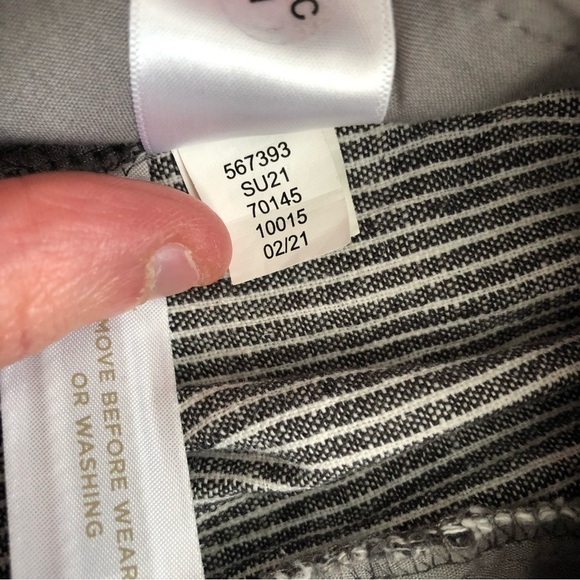 C
567393
SU21
70145
10015
02/21
MOVE BEFORE WEAR
OR WASHING